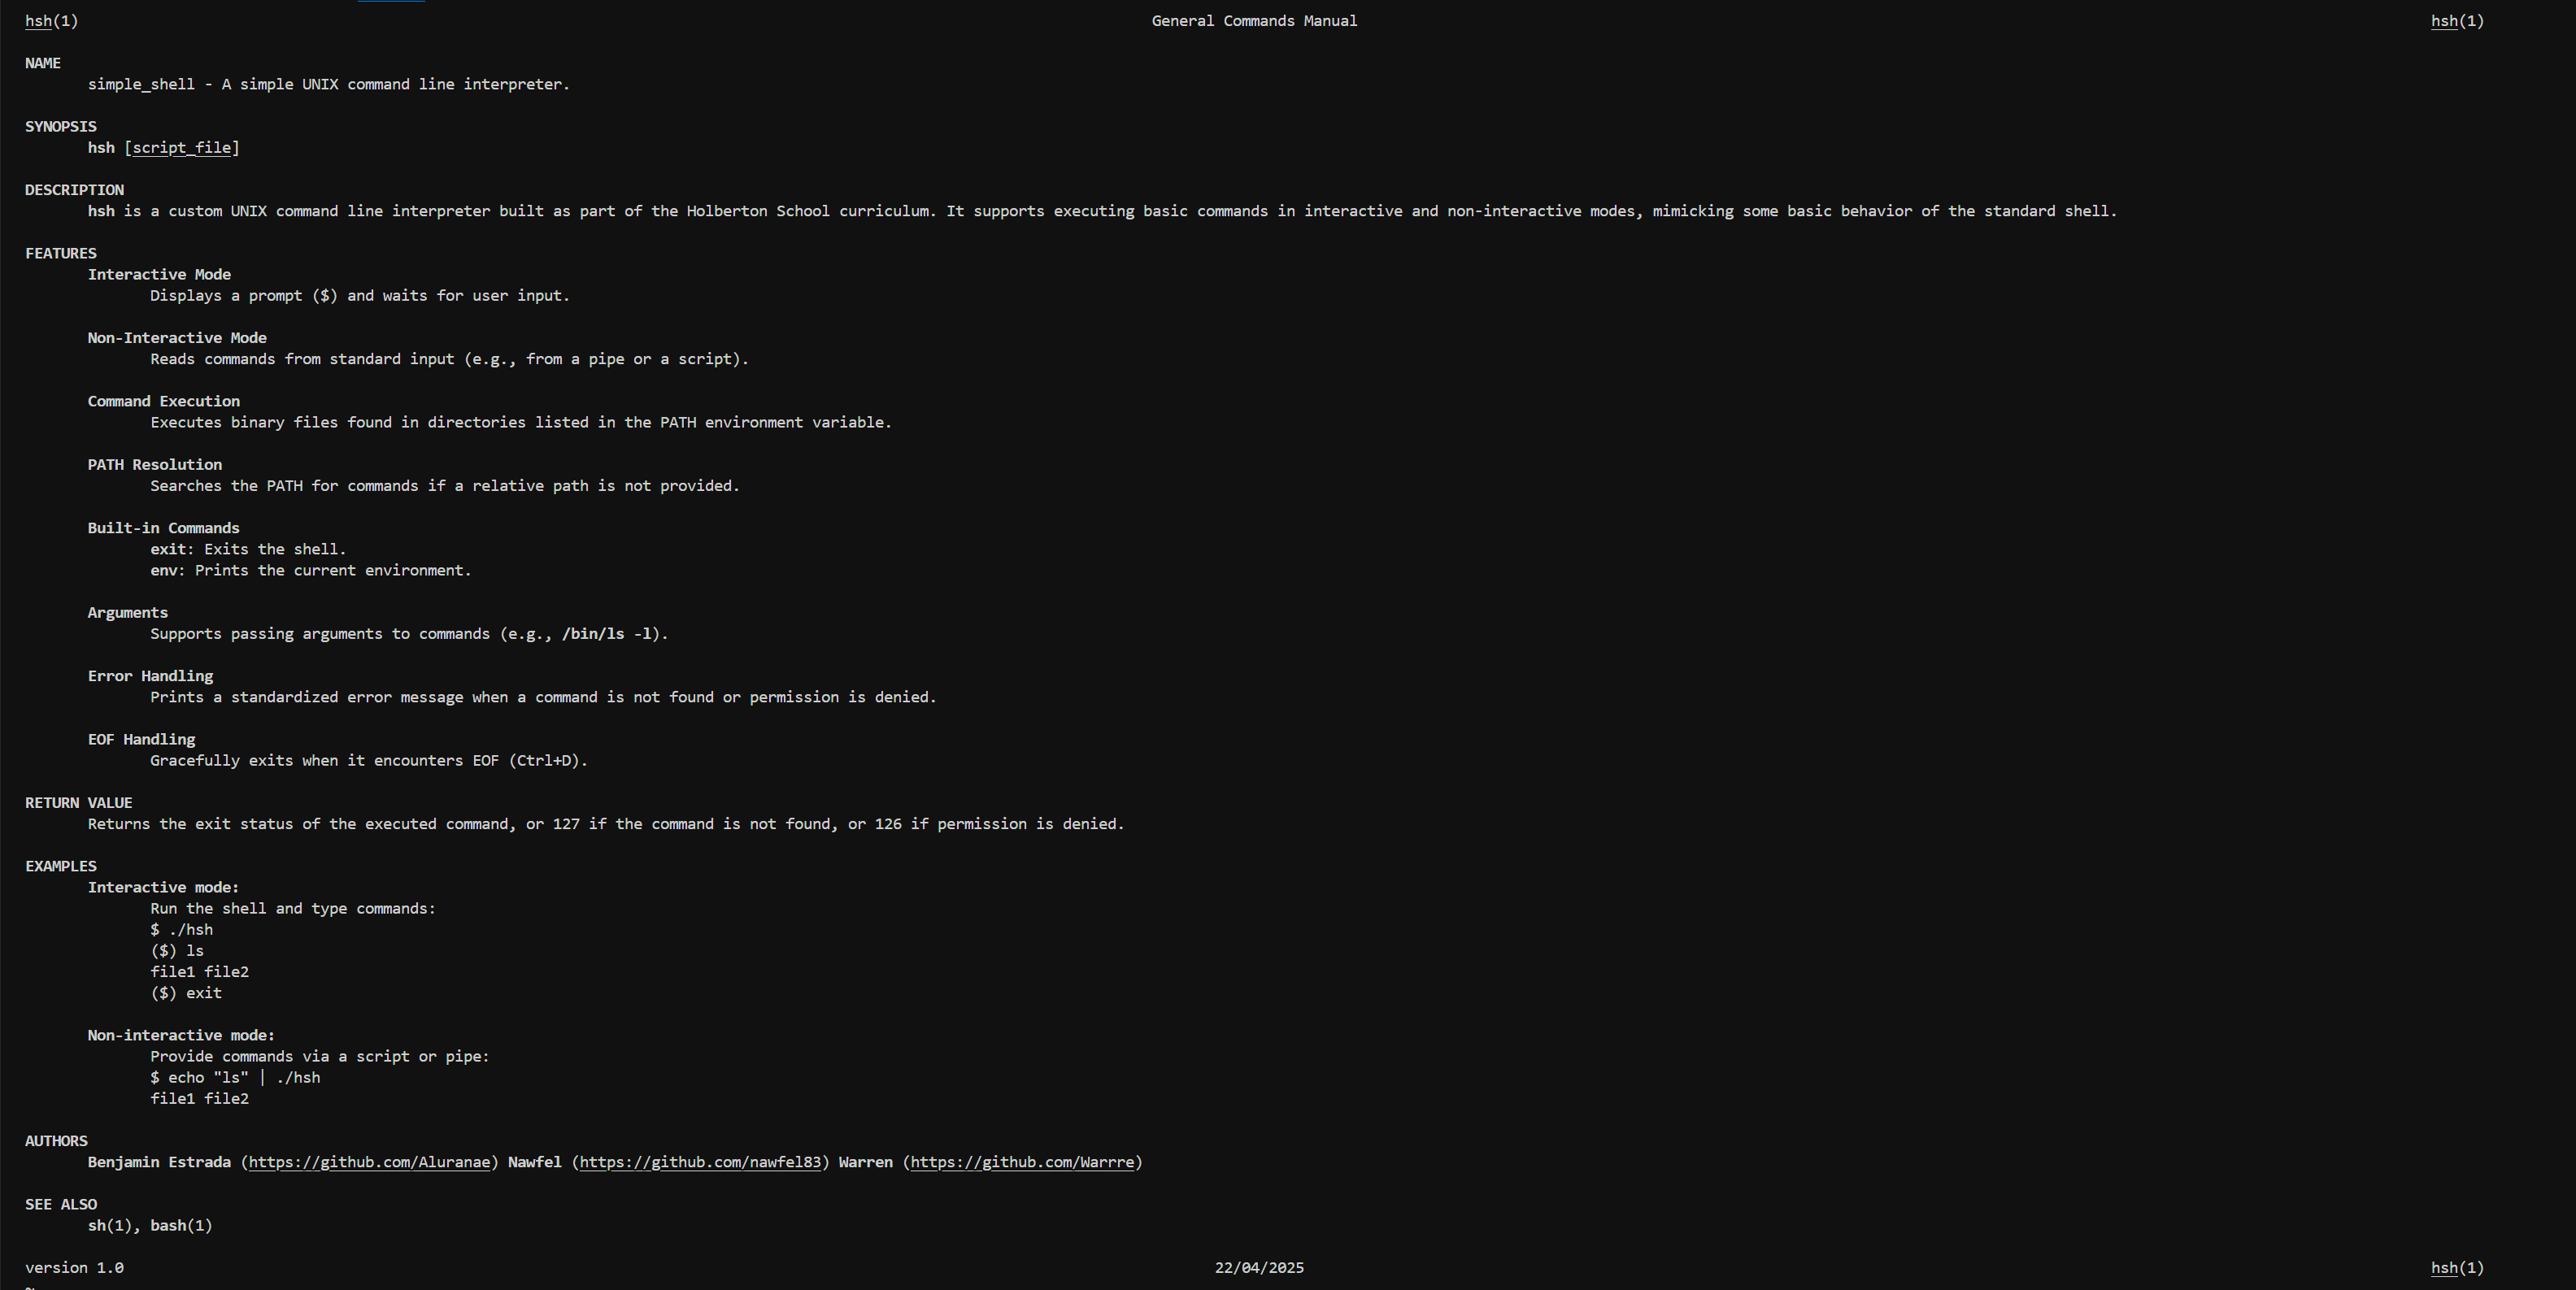 hsh(1) General Commands Manual hsh(1)
NAME
simple_shell - A simple UNIX command line interpreter.
SYNOPSIS
hsh [script_file]
DESCRIPTION
hsh is a custom UNIX command line interpreter built as part of the Holberton School curriculum. It supports executing basic commands in interactive and non-interactive modes, mimicking some basic behavior of the standard shell.
FEATURES
Interactive Mode
Displays a prompt ($) and waits for user input.
Non-Interactive Mode
Reads commands from standard input (e.g., from a pipe or a script).
Command Execution
Executes binary files found in directories listed in the PATH environment variable.
PATH Resolution
Searches the PATH for commands if a relative path is not provided.
Built-in Commands
exit: Exits the shell.
env: Prints the current environment.
Arguments
Supports passing arguments to commands (e.g., /bin/ls -l).
Error Handling
Prints a standardized error message when a command is not found or permission is denied.
EOF Handling
Gracefully exits when it encounters EOF (Ctrl+D).
RETURN VALUE
Returns the exit status of the executed command, or 127 if the command is not found, or 126 if permission is denied.
EXAMPLES
Interactive mode:
Run the shell and type commands:
$ ./hsh
($) ls
file1 file2
($) exit
Non-interactive mode:
Provide commands via a script or pipe:
$ echo "ls" | ./hsh
file1 file2
AUTHORS
Benjamin Estrada (https://github.com/Aluranae) Nawfel (https://github.com/nawfel83) Warren (https://github.com/Warrre)
SEE ALSO
sh(1), bash(1)
version 1.0 22/04/2025 hsh(1)